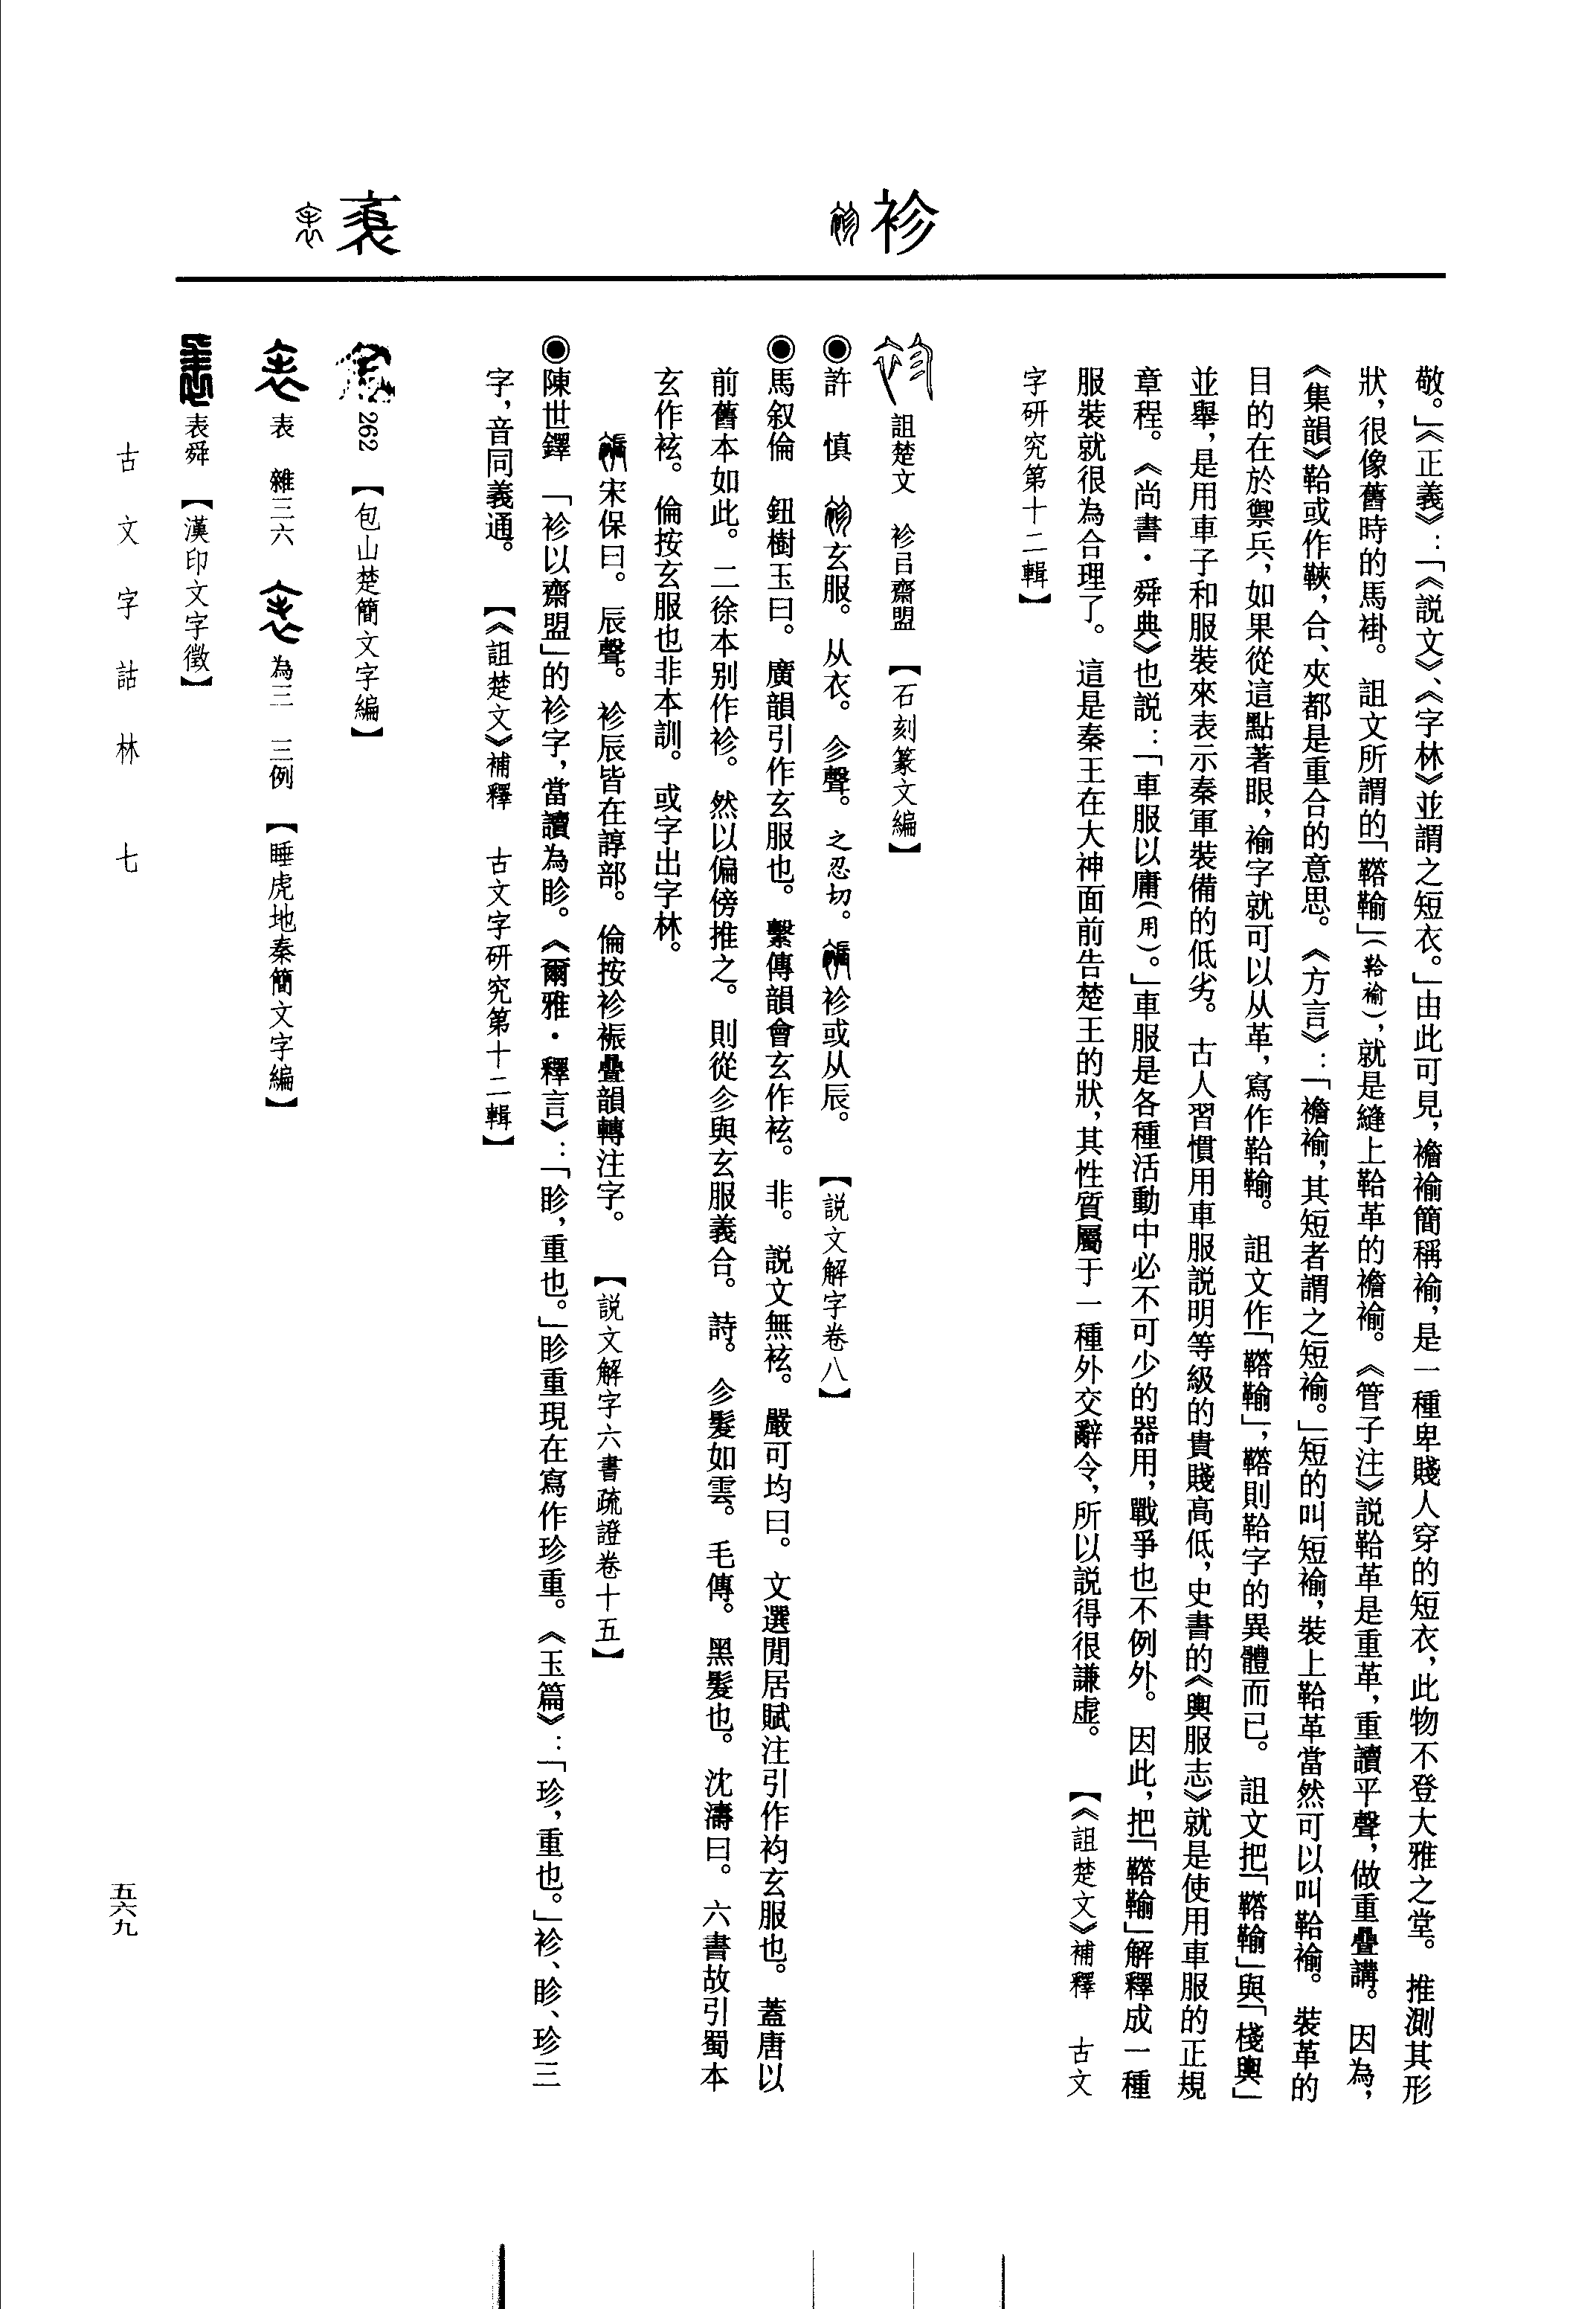 袗
敬。」《正義》:「《説文》、《字林》並謂之短衣。」由此可見,襜褕簡稱褕,是一種卑賤人穿的短衣,此物不登大雅之堂。推測其形
狀,很像舊時的馬褂。詛文所謂的「鞈䩱」(鞈褕),就是縫上鞈革的襜褕。《管子注》説鞈革是重革,重讀平聲,做重疊講。因為,
《集韻》鞈或作鞅,合、夾都是重合的意思。《方言》:「襜褕,其短者謂之短褕。」短的叫短褕,裝上鞈革當然可以叫鞈褕。裝革的
目的在於禦兵,如果從這點著眼,褕字就可以从革,寫作鞈䩱。詛文作「鞈䩱」,鞈則鞈字的異體而已。詛文把「鞈䩱」與「棧輿」
並舉,是用車子和服裝來表示秦軍裝備的低劣。古人習慣用車服説明等級的貴賤高低,史書的《輿服志》就是使用車服的正規
章程。《尚書·舜典》也説:「車服以庸(用)。」車服是各種活動中必不可少的器用,戰爭也不例外。因此,把「鞈䩱」解釋成一種
服裝就很為合理了。這是秦王在大神面前告楚王的狀,其性質屬于一種外交辭令,所以説得很謙虛。【《詛楚文》補釋 古文
字研究第十二輯】
詛楚文 袗㠯齋盟 【石刻篆文編】
◉許 慎 玄服。从衣。㐱聲。之忍切。袗或从辰。 【説文解字卷八】
◉馬叙倫 鈕樹玉曰。廣韻引作玄服也。繫傳韻會玄作袨。非。説文無袨。嚴可均曰。文選閒居賦注引作袀玄服也。蓋唐以
前舊本如此。二徐本別作袗。然以偏傍推之。則從㐱與玄服義合。詩。㐱髮如雲。毛傳。黑髮也。沈濤曰。六書故引蜀本
玄作袨。倫按玄服也非本訓。或字出字林。
宋保曰。辰聲。袗辰皆在諄部。倫按袗裖疊韻轉注字。 【説文解字六書疏證卷十五】
◉陳世鐸 「袗以齋盟」的袗字,當讀為眕。《爾雅·釋言》:「眕,重也。」眕重現在寫作珍重。《玉篇》:「珍,重也。」袗、眕、珍三
字,音同義通。 【《詛楚文》補釋 古文字研究第十二輯】
262 【包山楚簡文字編】
表 雜三六 為三 三例 【睡虎地秦簡文字編】
表舜 【漢印文字徵】
古文字詁林 七
五六九